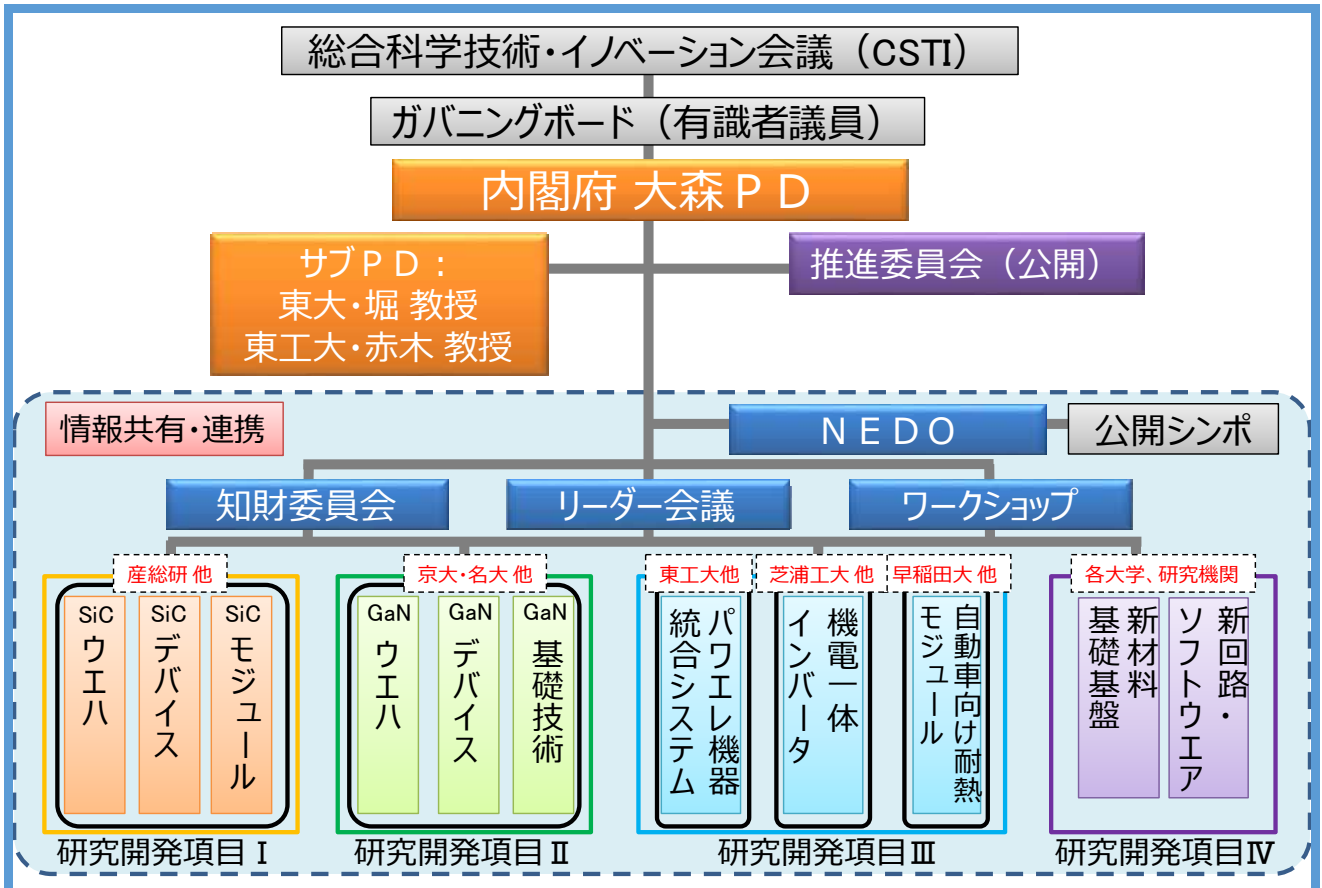 総合科学技術・イノベーション会議（CSTI）
ガバニングボード（有識者議員）
内閣府 大森ＰＤ
サブＰＤ：
東大・堀 教授
東工大・赤木 教授
推進委員会（公開）
情報共有・連携
ＮＥＤＯ
公開シンポ
知財委員会
リーダー会議
ワークショップ
産総研 他
SiC
ウエハ
SiC
デバイス
SiC
モジュール
研究開発項目Ⅰ
京大・名大 他
GaN
ウエハ
GaN
デバイス
GaN
基礎技術
研究開発項目Ⅱ
東工大他
パワエレ機器
統合システム
芝浦工大 他
機電一体
インバータ
早稲田大 他
自動車向け耐熱
モジュール
研究開発項目Ⅲ
各大学、研究機関
新材料
基礎基盤
新回路・
ソフトウエア
研究開発項目Ⅳ